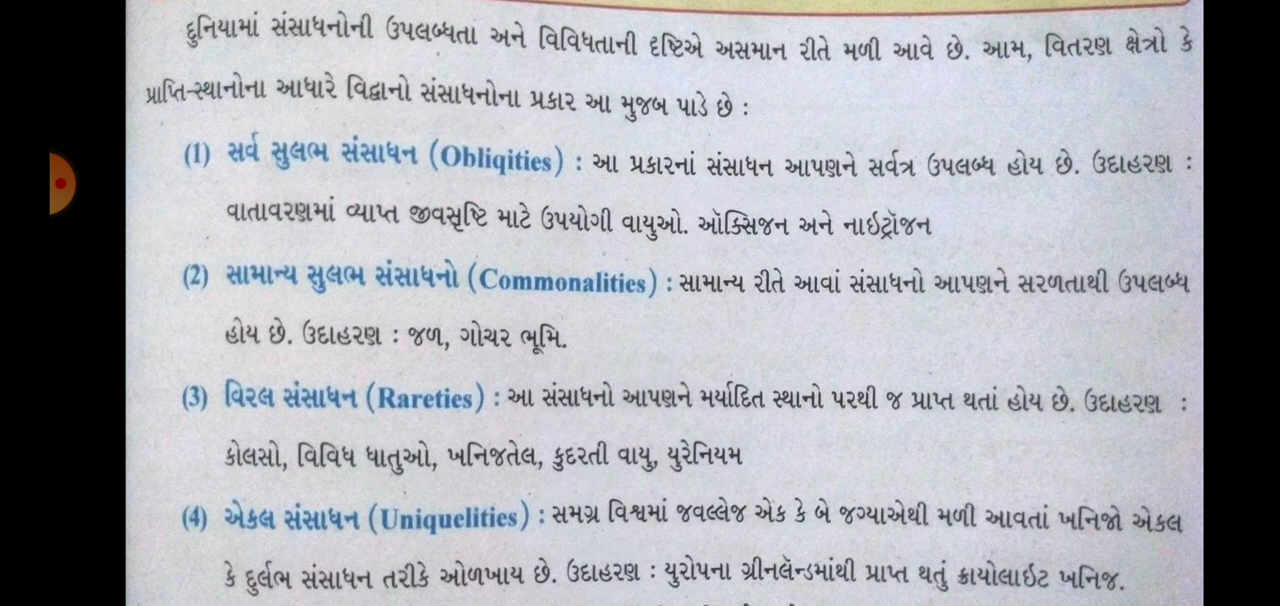 દુનિયામાં સંસાધનોની ઉપલબ્ધતા અને વિવિધતાની દૃષ્ટિએ અસમાન રીતે મળી આવે છે. આમ, વિતરણ ક્ષેત્રો કે
પ્રાપ્તિ-સ્થાનોના આધારે વિદ્વાનો સંસાધનોના પ્રકાર આ મુજબ પાડે છે :
(1) સર્વ સુલભ સંસાધન (Obliqities) : આ પ્રકારનાં સંસાધન આપણને સર્વત્ર ઉપલબ્ધ હોય છે. ઉદાહરણ :
વાતાવરણમાં વ્યાપ્ત જીવસૃષ્ટિ માટે ઉપયોગી વાયુઓ. ઑક્સિજન અને નાઇટ્રૉજન
(2) સામાન્ય સુલભ સંસાધનો (Commonalities) : સામાન્ય રીતે આવાં સંસાધનો આપણને સરળતાથી ઉપલબ્ધ
હોય છે. ઉદાહરણ : જળ, ગોચર ભૂમિ.
(3) વિરલ સંસાધન (Rareties) : આ સંસાધનો આપણને મર્યાદિત સ્થાનો પરથી જ પ્રાપ્ત થતાં હોય છે. ઉદાહરણ :
કોલસો, વિવિધ ધાતુઓ, ખનિજતેલ, કુદરતી વાયુ, યુરેનિયમ
(4) એકલ સંસાધન (Uniquelities) : સમગ્ર વિશ્વમાં જવલ્લેજ એક કે બે જગ્યાએથી મળી આવતાં ખનિજો એકલ
કે દુર્લભ સંસાધન તરીકે ઓળખાય છે. ઉદાહરણ : યુરોપના ગ્રીનલૅન્ડમાંથી પ્રાપ્ત થતું ક્રાયોલાઇટ ખનિજ.